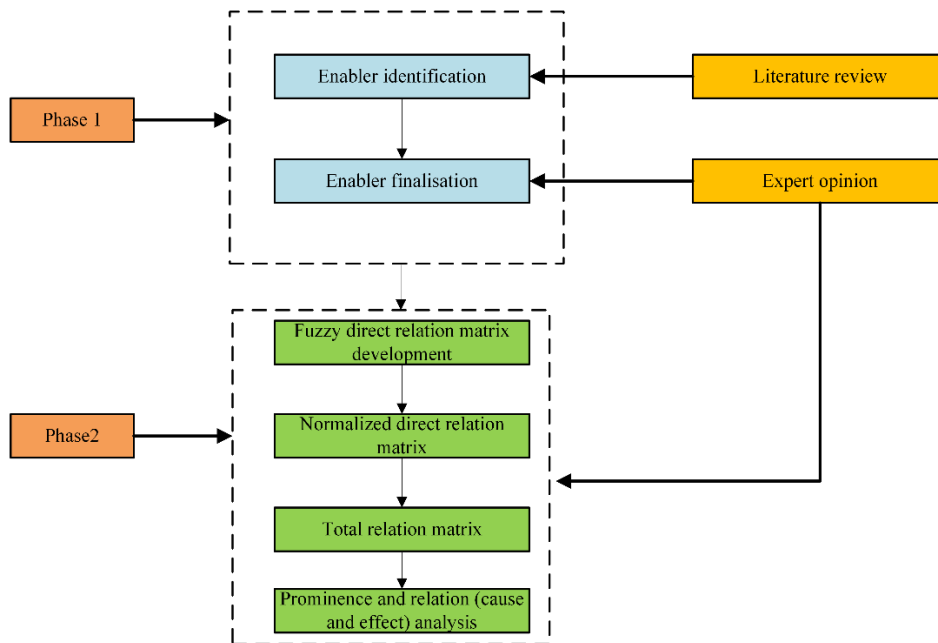 Enabler identification
Literature review
Phase 1
Enabler finalisation
Expert opinion
Fuzzy direct relation matrix
development
Phase2
Normalized direct relation
matrix
Total relation matrix
Prominence and relation (cause
and effect) analysis